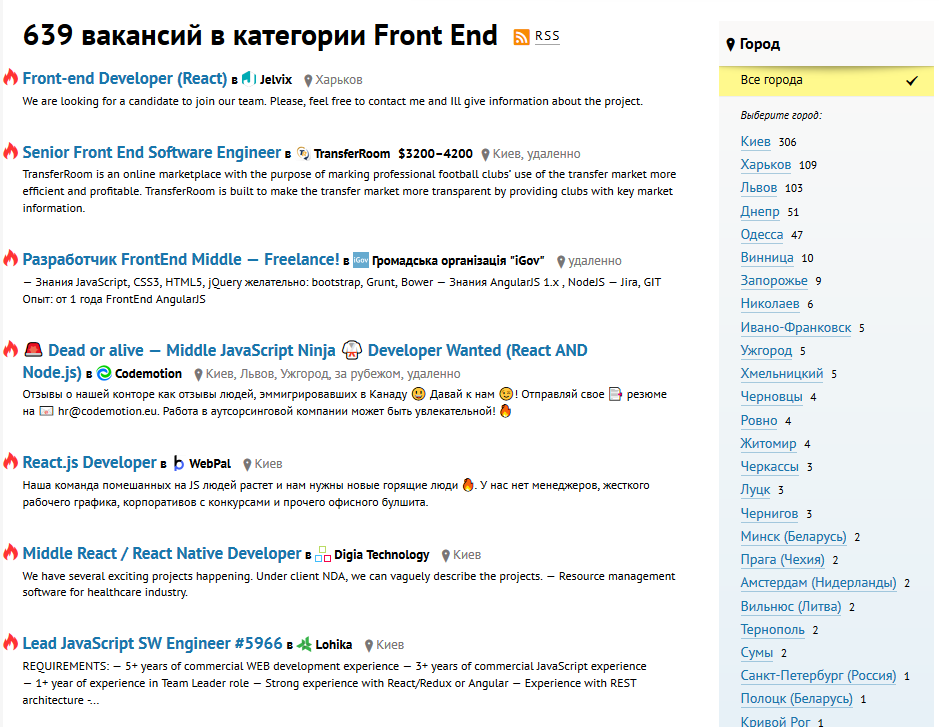 639 вакансий в категории Front End RSS
Front-end Developer (React) в Jelvix Харьков
We are looking for a candidate to join our team. Please, feel free to contact me and Ill give information about the project.
Senior Front End Software Engineer в TransferRoom $3200–4200 Киев, удаленно
TransferRoom is an online marketplace with the purpose of marking professional football clubs’ use of the transfer market more
efficient and profitable. TransferRoom is built to make the transfer market more transparent by providing clubs with key market
information.
Разработчик FrontEnd Middle — Freelance! в iGov Громадська організація "iGov" удаленно
— Знания JavaScript, CSS3, HTML5, jQuery желательно: bootstrap, Grunt, Bower — Знания AngularJS 1.x , NodeJS — Jira, GIT
Опыт: от 1 года FrontEnd AngularJS
🚨 Dead or alive — Middle JavaScript Ninja Developer Wanted (React AND
Node.js) в Codemotion Киев, Львов, Ужгород, за рубежом, удаленно
Отзывы о нашей конторе как отзывы людей, эммигрировавших в Канаду 😃 Давай к нам 😉! Отправляй свое 📑 резюме
на 📧 hr@codemotion.eu. Работа в аутсорсинговой компании может быть увлекательной! 🔥
React.js Developer в WebPal Киев
Наша команда помешанных на JS людей растет и нам нужны новые горящие люди 🔥. У нас нет менеджеров, жесткого
рабочего графика, корпоративов с конкурсами и прочего офисного булшита.
Middle React / React Native Developer в Digia Technology Киев
We have several exciting projects happening. Under client NDA, we can vaguely describe the projects. — Resource management
software for healthcare industry.
Lead JavaScript SW Engineer #5966 в Lohika Киев
REQUIREMENTS: — 5+ years of commercial WEB development experience — 3+ years of commercial JavaScript experience
— 1+ year of experience in Team Leader role — Strong experience with React/Redux or Angular — Experience with REST
architecture -...
Город
Все города
Выберите город:
Киев 306
Харьков 109
Львов 103
Днепр 51
Одесса 47
Винница 10
Запорожье 9
Николаев 6
Ивано-Франковск 5
Ужгород 5
Хмельницкий 5
Черновцы 4
Ровно 4
Житомир 4
Черкассы 3
Луцк 3
Чернигов 3
Минск (Беларусь) 2
Прага (Чехия) 2
Амстердам (Нидерланды) 2
Вильнюс (Литва) 2
Тернополь 2
Сумы 2
Санкт-Петербург (Россия) 1
Полоцк (Беларусь) 1
Кривой Рог 1